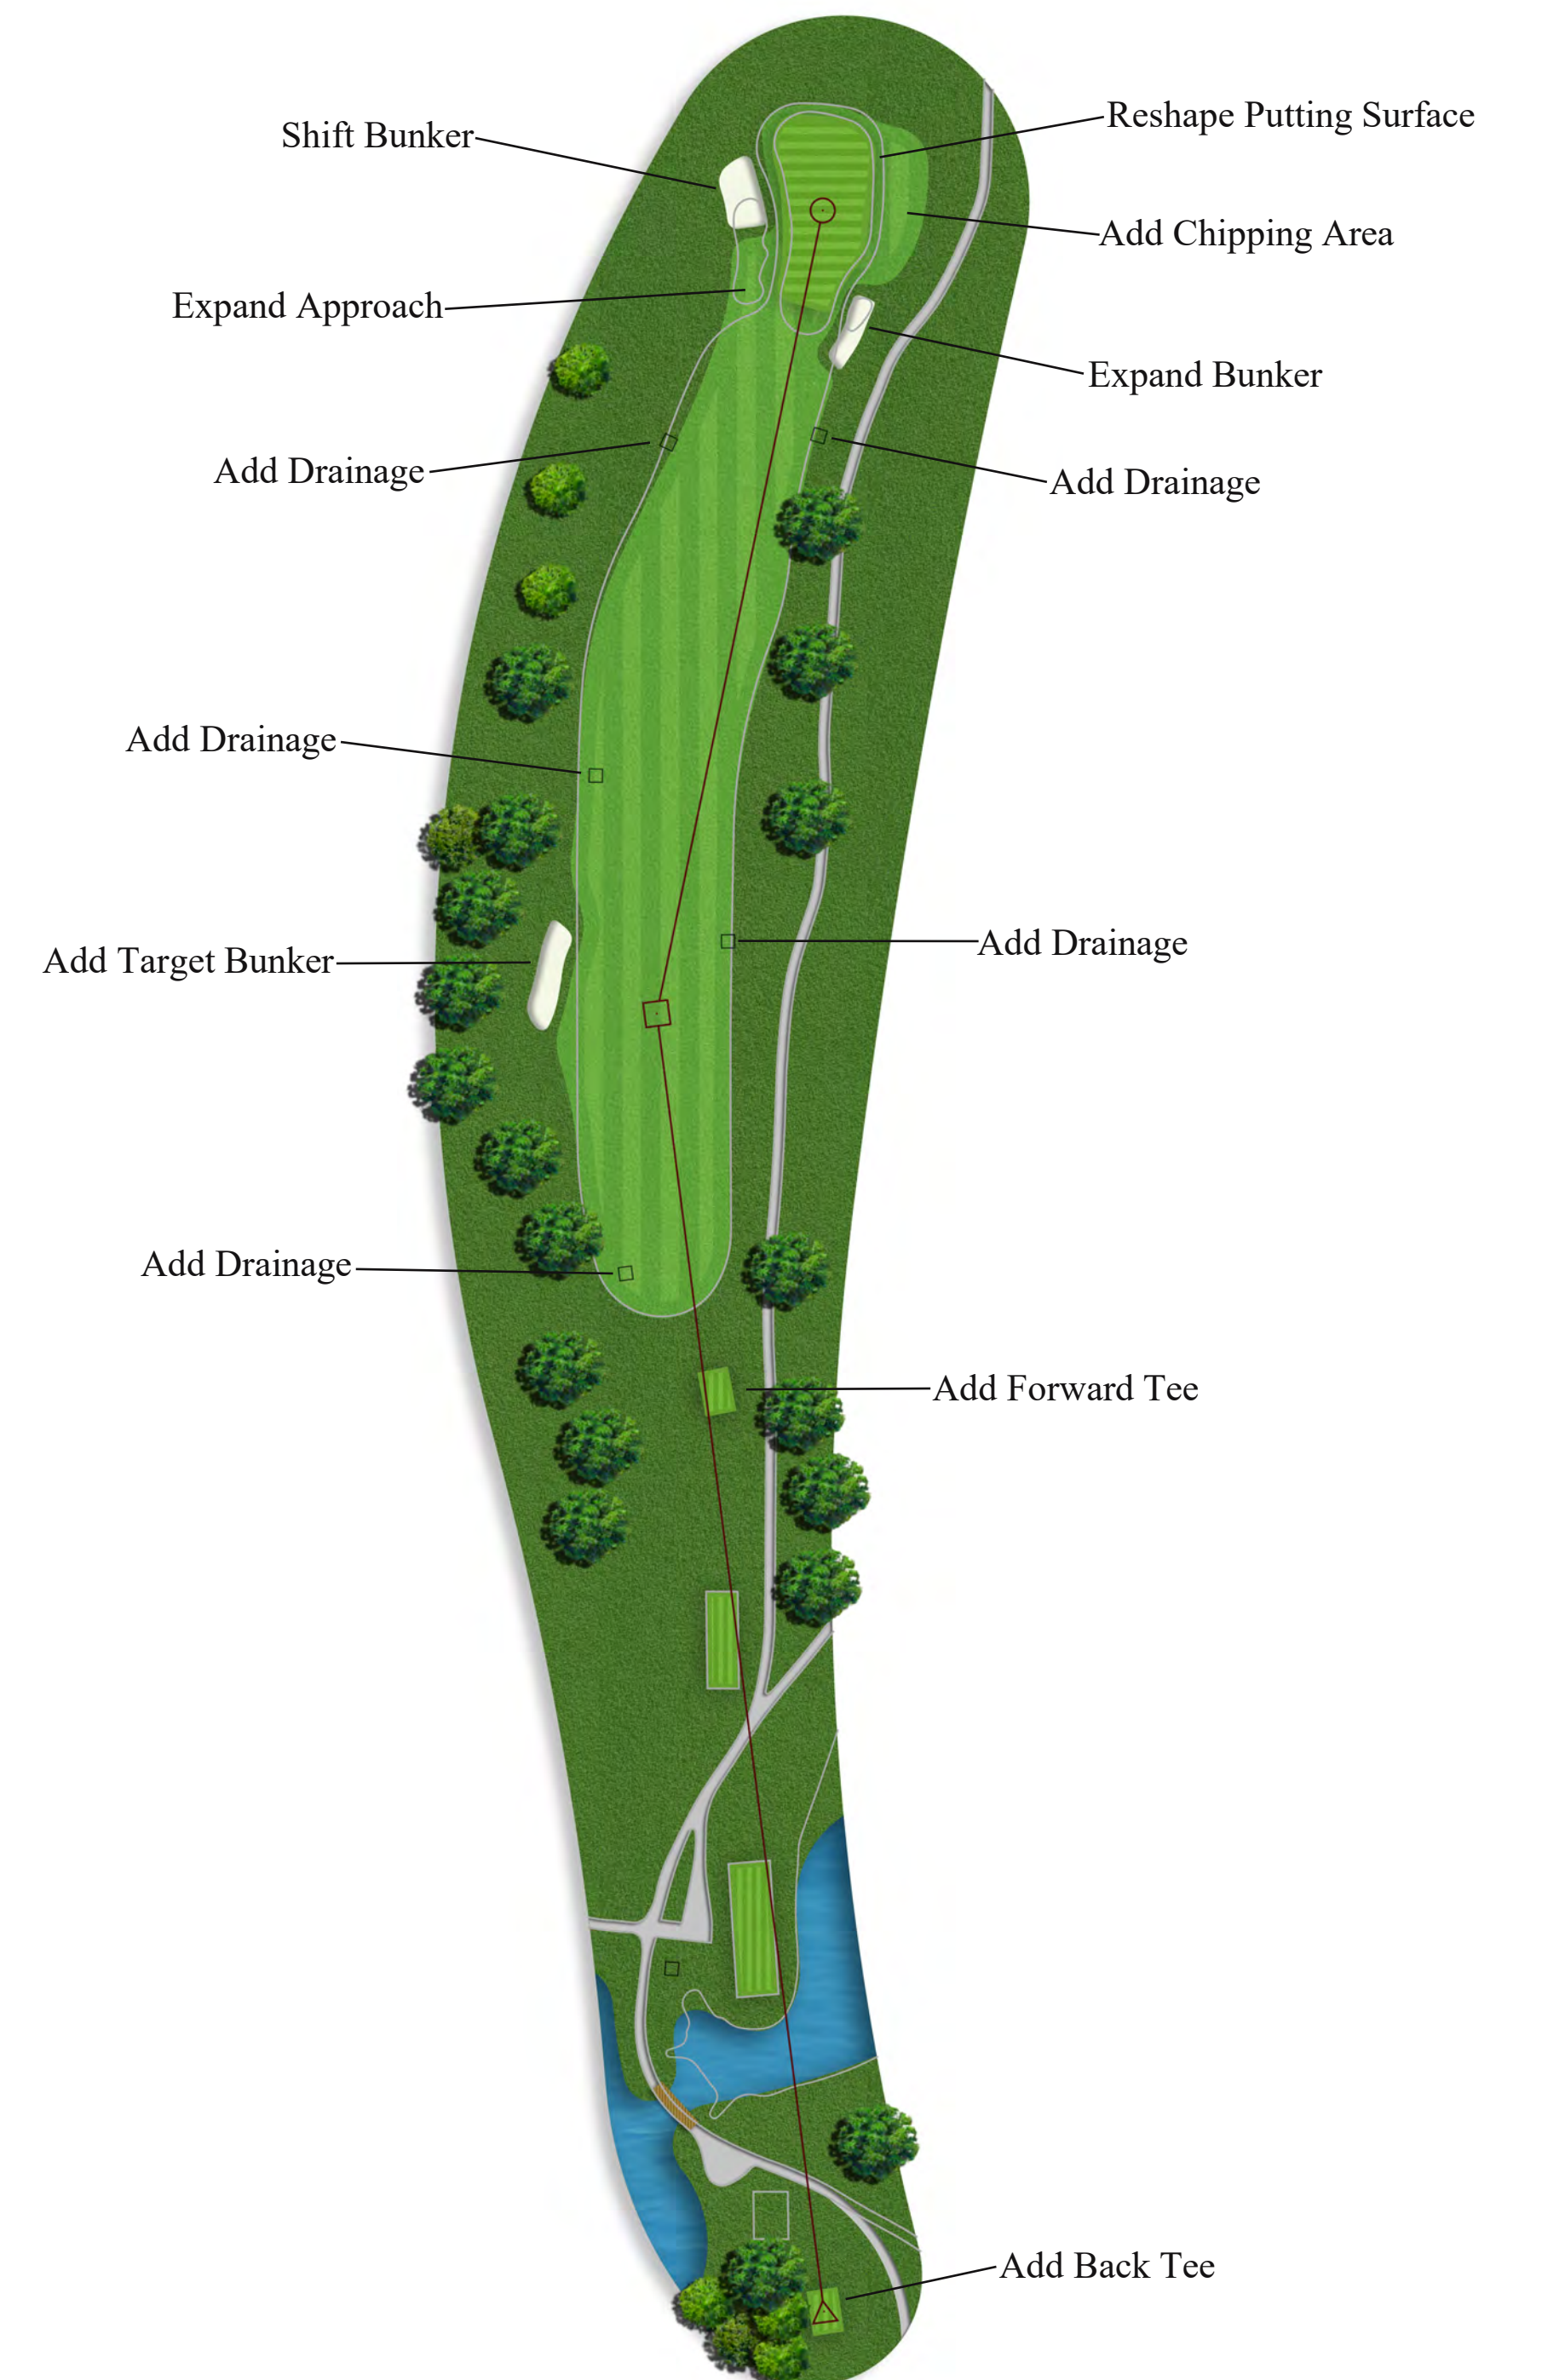 Reshape Putting Surface
Shift Bunker
Add Chipping Area
Expand Approach
Expand Bunker
Add Drainage
Add Drainage
Add Drainage
Add Drainage
Add Target Bunker
Add Drainage
Add Forward Tee
Add Back Tee